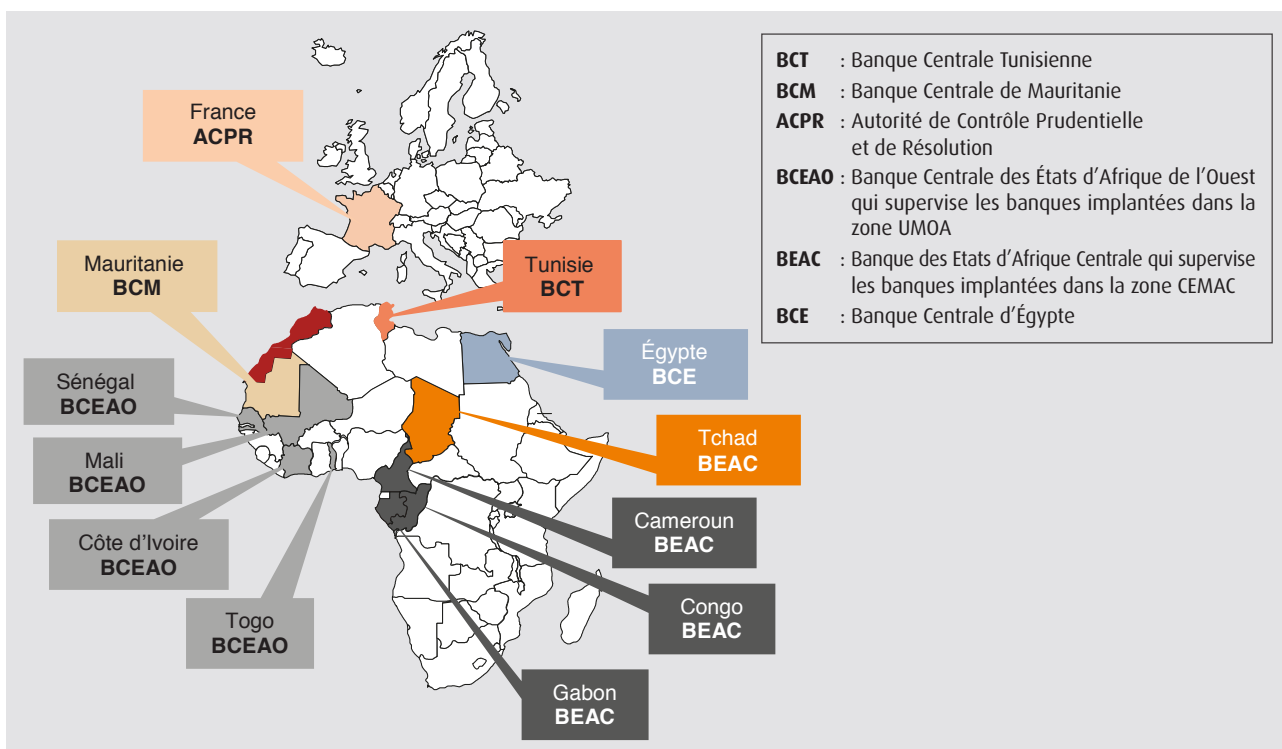 France
ACPR
Mauritanie
BCM
Tunisie
BCT
Égypte
BCE
Sénégal
BCEAO
Mali
BCEAO
Côte d'Ivoire
BCEAO
Togo
BCEAO
Tchad
BEAC
Cameroun
BEAC
Congo
BEAC
Gabon
BEAC
BCT : Banque Centrale Tunisienne
BCM : Banque Centrale de Mauritanie
ACPR : Autorité de Contrôle Prudentielle
et de Résolution
BCEAO : Banque Centrale des États d'Afrique de l'Ouest
qui supervise les banques implantées dans la
zone UMOA
BEAC : Banque des Etats d'Afrique Centrale qui supervise
les banques implantées dans la zone CEMAC
BCE : Banque Centrale d'Égypte